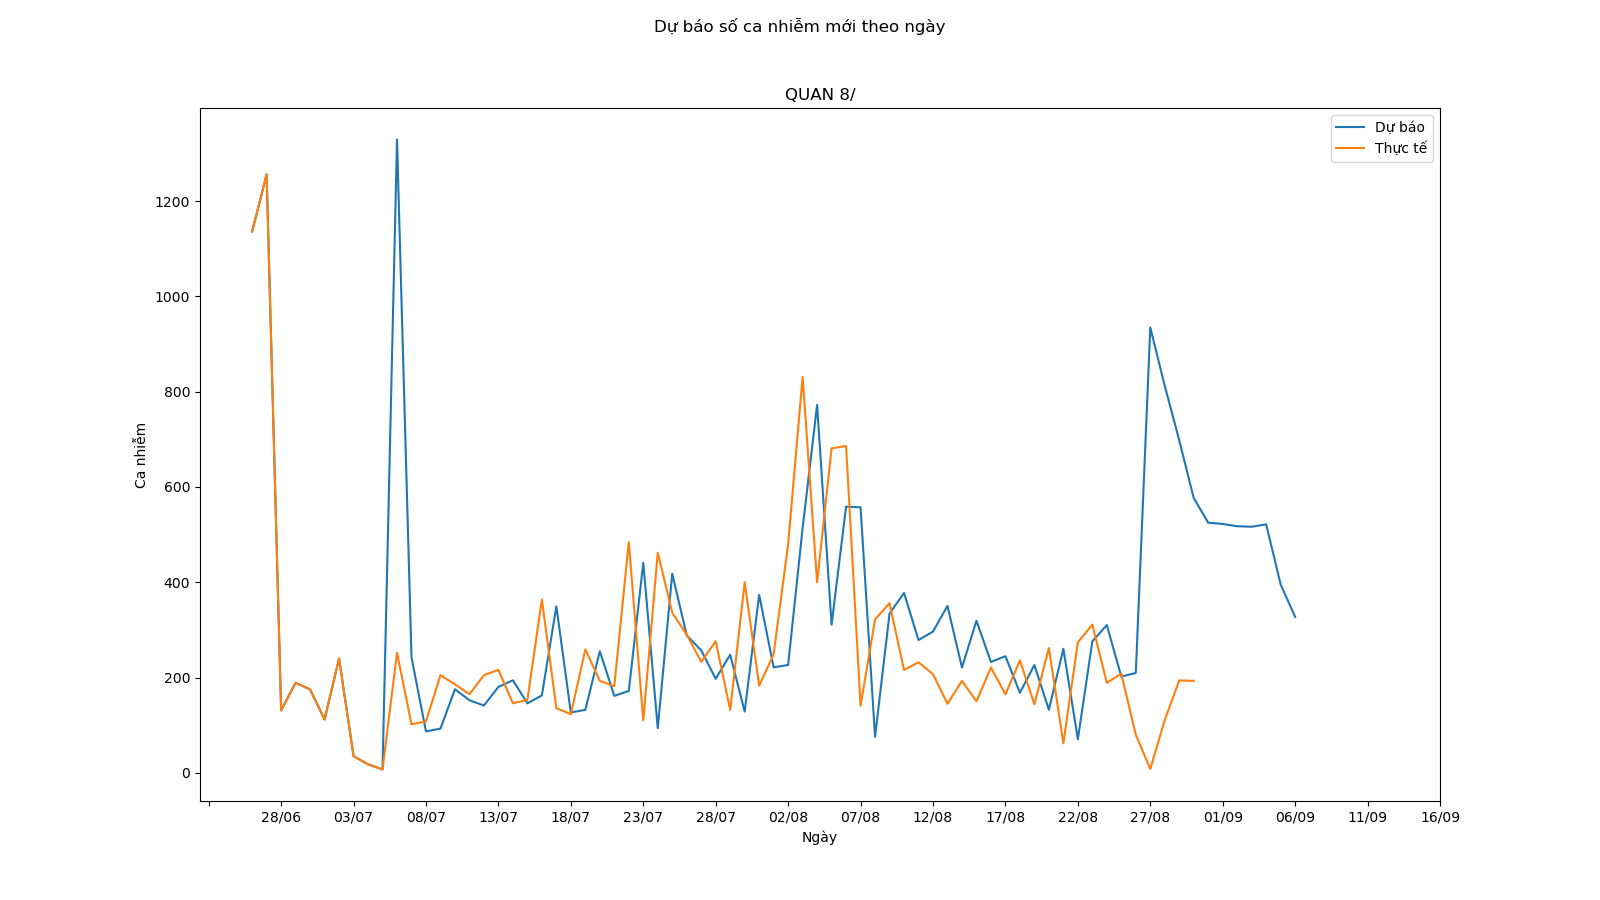 Dự báo số ca nhiễm mới theo ngày
QUAN 8/
Dự báo
Thực tế
1200
1000
800
600
400
200
0
Ca nhiễm
28/06 03/07 08/07 13/07 18/07 23/07 28/07 02/08 07/08 12/08 17/08 22/08 27/08 01/09 06/09 11/09 16/09
Ngày